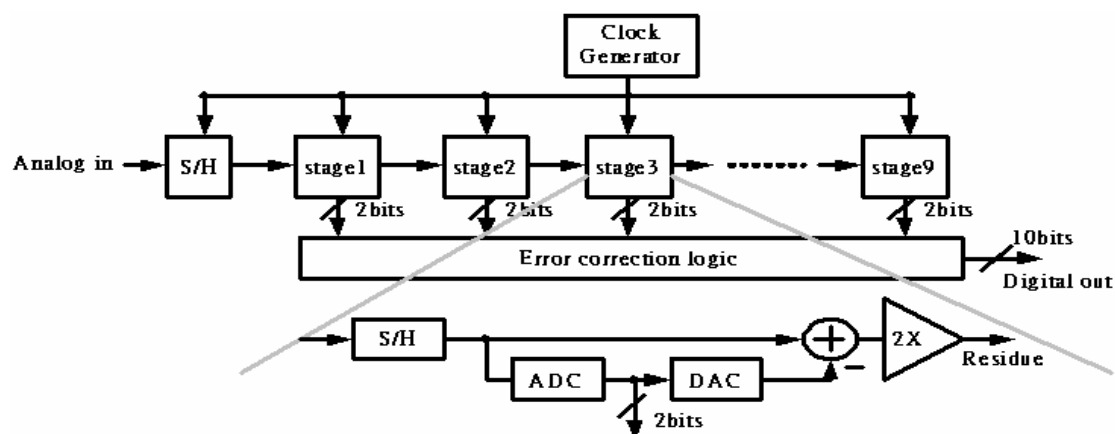 Clock
Generator
Analog in
S/H
stage1
stage2
stage3
stage9
2bits
2bits
2bits
2bits
Error correction logic
10bits
Digital out
S/H
+
2X
Residue
ADC
DAC
2bits